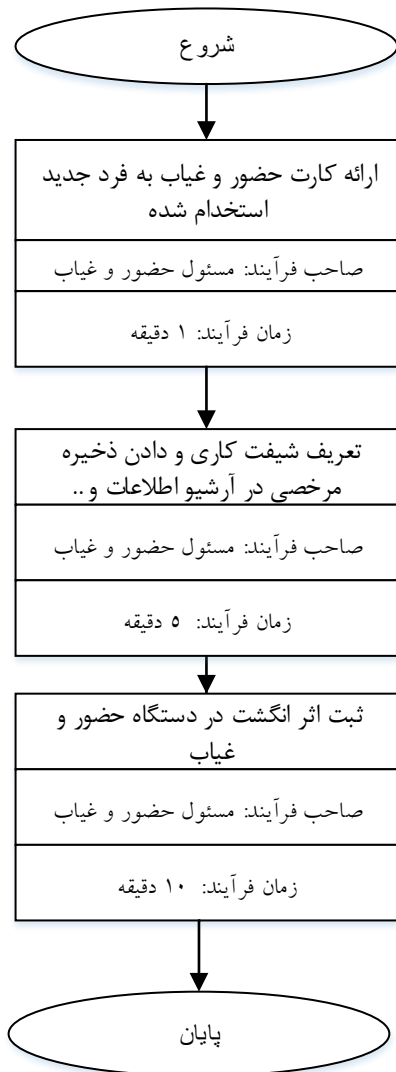 شروع
ارائه کارت حضور و غیاب به فرد جدید
استخدام شده
صاحب فرآیند: مسئول حضور و غیاب
زمان فرآیند: ۱ دقیقه
تعریف شیفت کاری و دادن ذخیره
مرخصی در آرشیو اطلاعات و..
صاحب فرآیند: مسئول حضور و غیاب
زمان فرآیند: ۵ دقیقه
ثبت اثر انگشت در دستگاه حضور و
غیاب
صاحب فرآیند: مسئول حضور و غیاب
زمان فرآیند: ۱۰ دقیقه
پایان